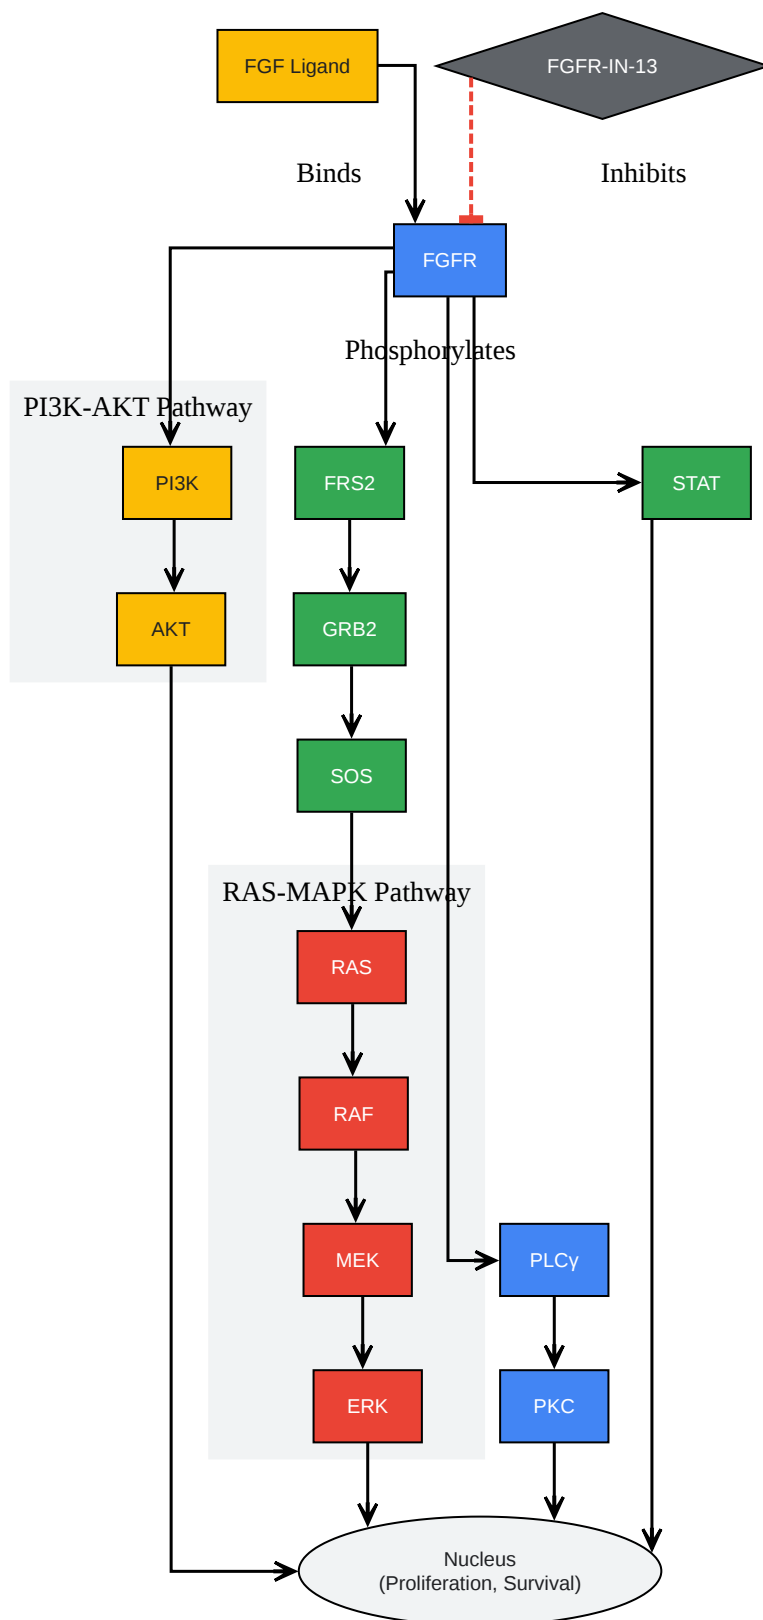 FGF Ligand
FGFR-IN-13
Binds
Inhibits
FGFR
Phosphorylates
PI3K-AKT Pathway
PI3K
FRS2
STAT
AKT
GRB2
SOS
RAS-MAPK Pathway
RAS
RAF
MEK
PLCγ
ERK
PKC
Nucleus
(Proliferation, Survival)